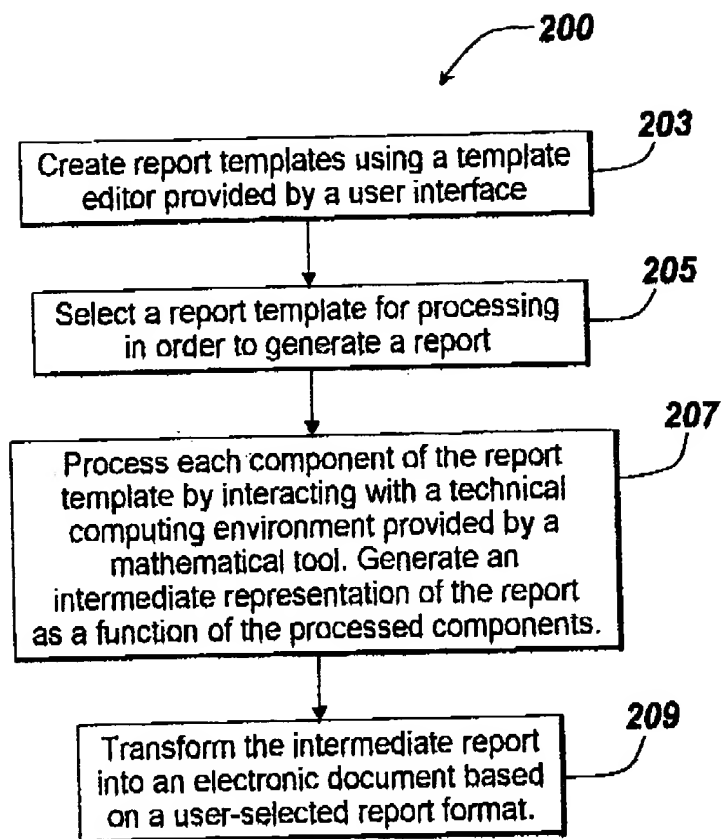 200
203
Create report templates using a template
editor provided by a user interface
205
Select a report template for processing
in order to generate a report
207
Process each component of the report
template by interacting with a technical
computing environment provided by a
mathematical tool. Generate an
intermediate representation of the report
as a function of the processed components.
209
Transform the intermediate report
into an electronic document based
on a user-selected report format.